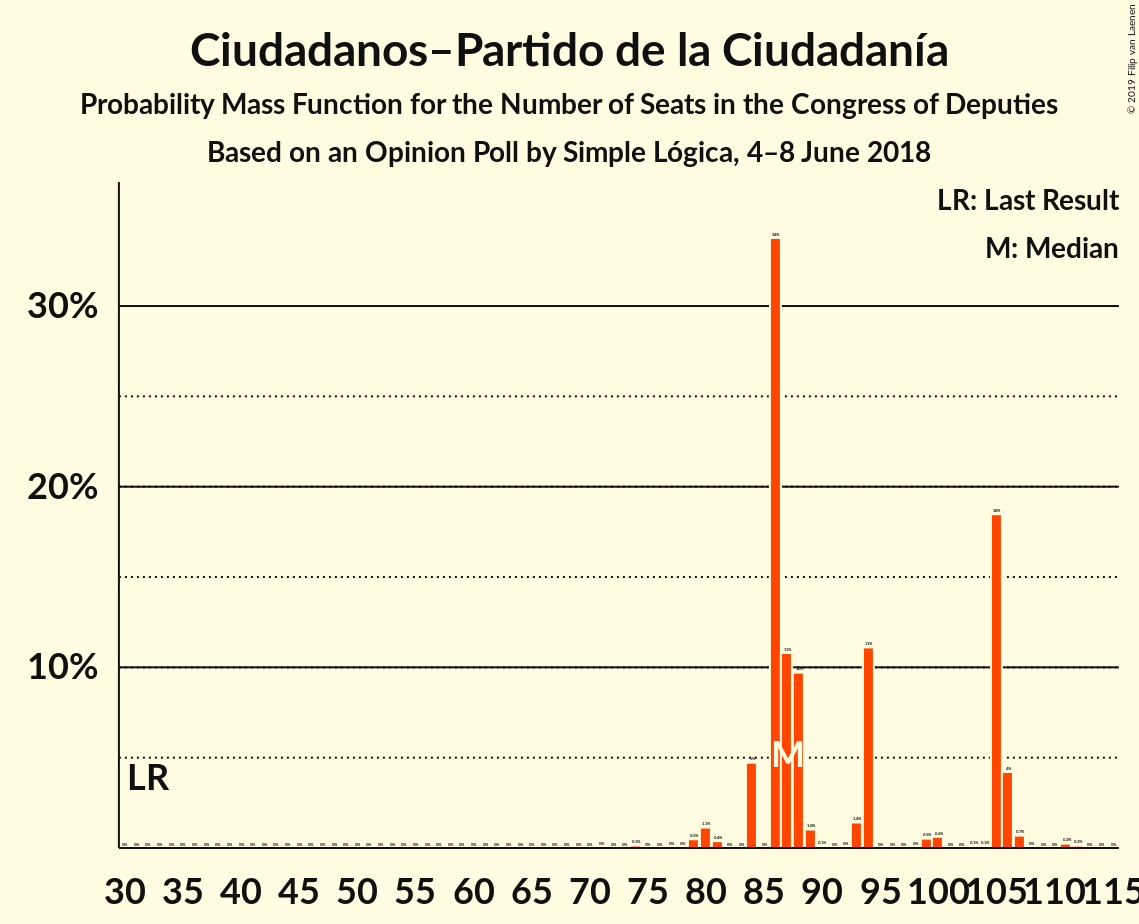 Ciudadanos–Partido de la Ciudadanía
Probability Mass Function for the Number of Seats in the Congress of Deputies
Based on an Opinion Poll by Simple Lógica, 4–8 June 2018
© 2019 Filip van Laenen
LR: Last Result
M: Median
30%
20%
10%
LR
M
30 35 40 45 50 55 60 65 70 75 80 85 90 95 100 105 110 115